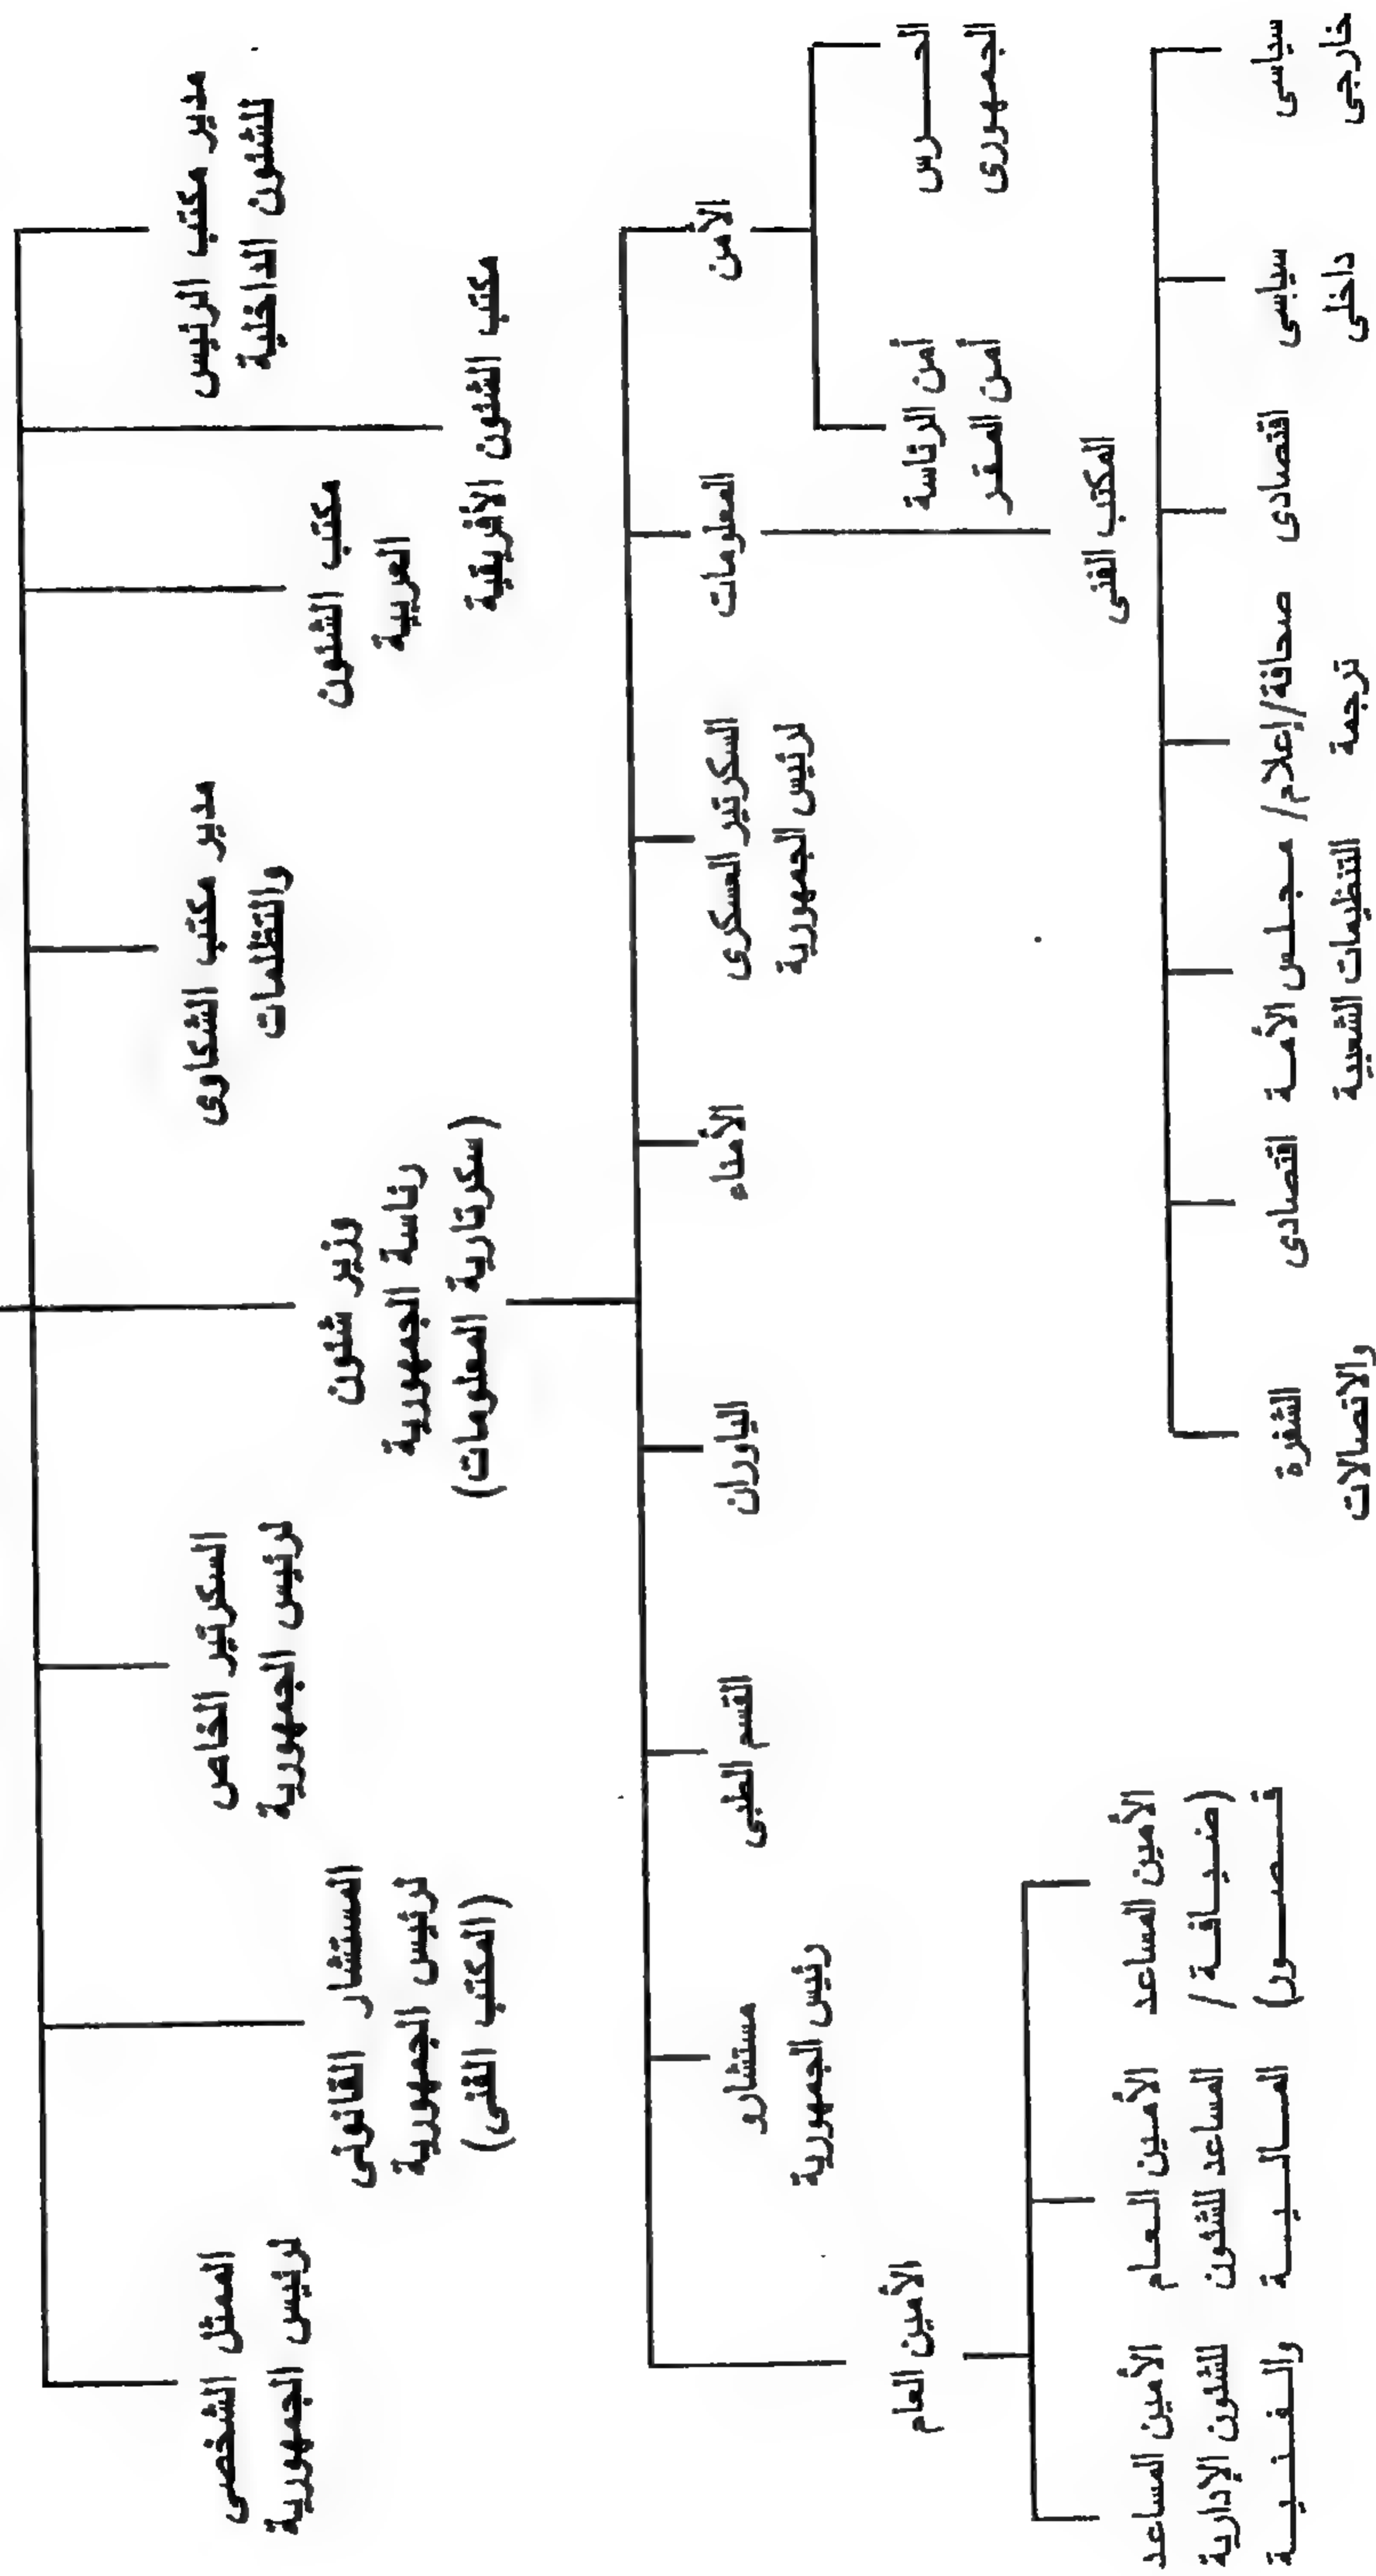 مدير مكتب الرئيس
للشئون الداخلية
مكتب الشئون الأفريقية
مكتب الشئون
العربية
مدير مكتب الشكاوى
والتظلمات
وزير شئون
رئاسة الجمهورية
(سكرتارية المعلومات)
السكرتير الخاص
لرئيس الجمهورية
المستشار القانونى
لرئيس الجمهورية
(المكتب الفنى)
الممثل الشخصى
لرئيس الجمهورية
الأمن
المعلومات
السكرتير العسكرى
لرئيس الجمهورية
الأمناء
الياوران
القسم الطبى
مستشارو
رئيس الجمهورية
الأمين العام
الحرس
الجمهورى
أمن الرئاسة
أمن المقر
المكتب الفنى
سياسى
خارجى
سياسى
داخلى
اقتصادى
صحافة/إعلام/
ترجمة
مجلس الأمة
التنظيمات الشعبية
اقتصادى
الشفرة
والاتصالات
الأمين المساعد
(ضيافة/
قصور)
الأمين العام
المساعد للشئون
المالية
الأمين المساعد
للشئون الإدارية
والفنية